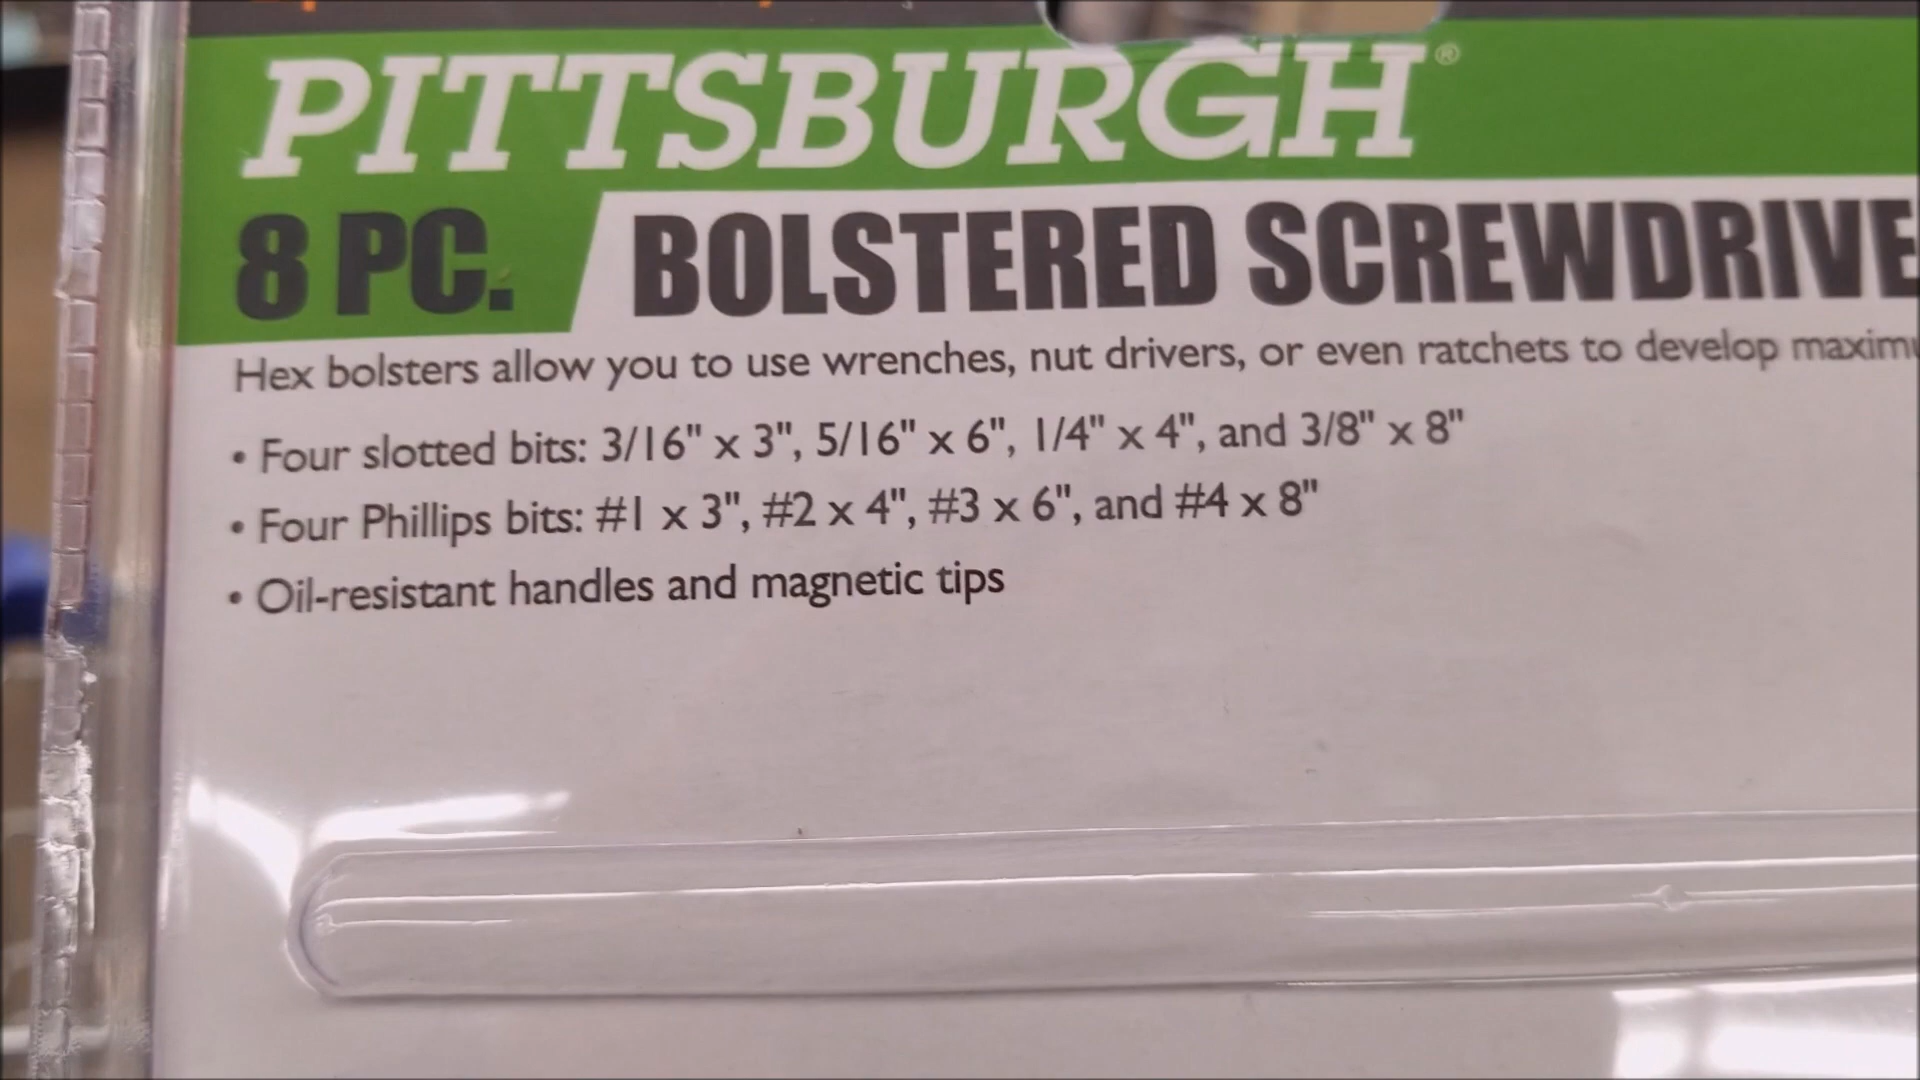 PITTSBURGH®
8 PC. BOLSTERED SCREWDRIVE
Hex bolsters allow you to use wrenches, nut drivers, or even ratchets to develop maximu
• Four slotted bits: 3/16" x 3", 5/16" x 6", 1/4" x 4", and 3/8" x 8"
• Four Phillips bits: #1 x 3", #2 x 4", #3 x 6", and #4 x 8"
• Oil-resistant handles and magnetic tips